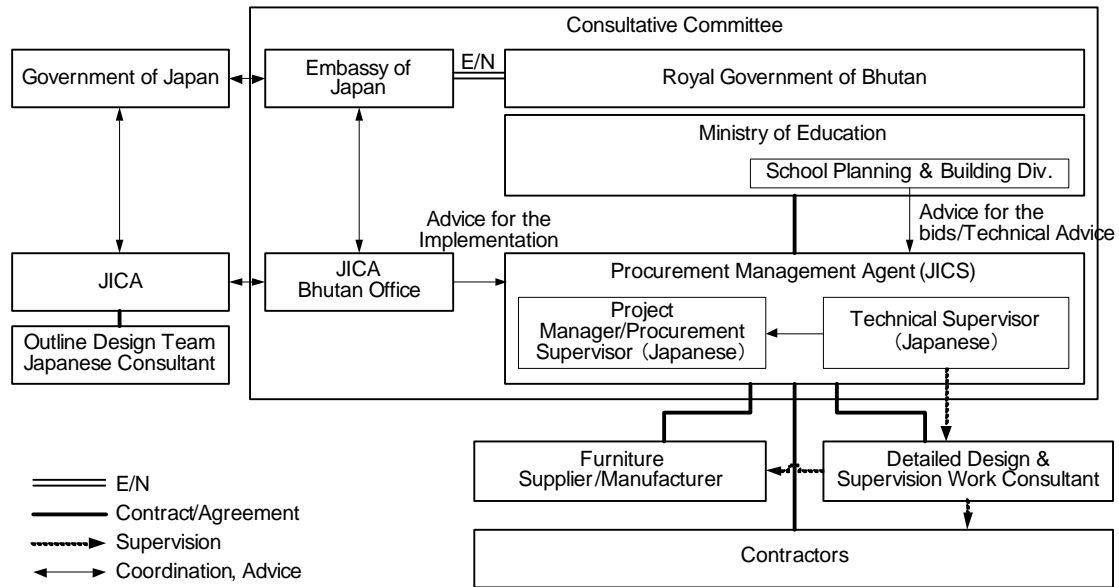 Consultative Committee
Government of Japan
Embassy of
Japan
E/N
Royal Government of Bhutan
Ministry of Education
School Planning & Building Div.
Advice for the
Implementation
Advice for the
bids/Technical Advice
JICA
JICA
Bhutan Office
Procurement Management Agent (JICS)
Outline Design Team
Japanese Consultant
Project
Manager/Procurement
Supervisor (Japanese)
Technical Supervisor
(Japanese)
Furniture
Supplier/Manufacturer
Detailed Design &
Supervision Work Consultant
Contractors
E/N
Contract/Agreement
Supervision
Coordination, Advice